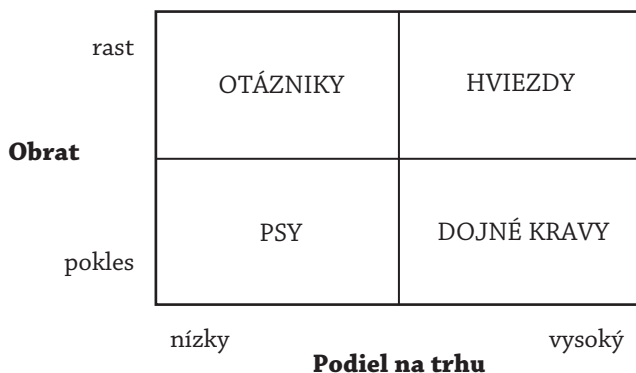 rast
OTÁZNIKY HVIEZDY
Obrat
PSY DOJNÉ KRAVY
pokles
nízky vysoký
Podiel na trhu